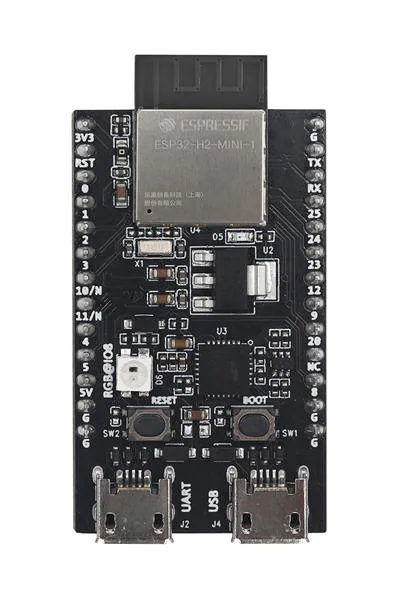 ESPRESSIF
ESP32-H2-MINI-1
乐鑫信息科技（上海）
股份有限公司
U4
D5
U2
X1
3V3
RST
0
1
2
3
10/N
11/N
4
5
5V
G
G
G
TX
RX
25
24
23
22
12
9
20
NC
8
G
G
U3
RGB@IO8
D6
RESET
BOOT
SW2
SW1
UART
USB
J2
J4